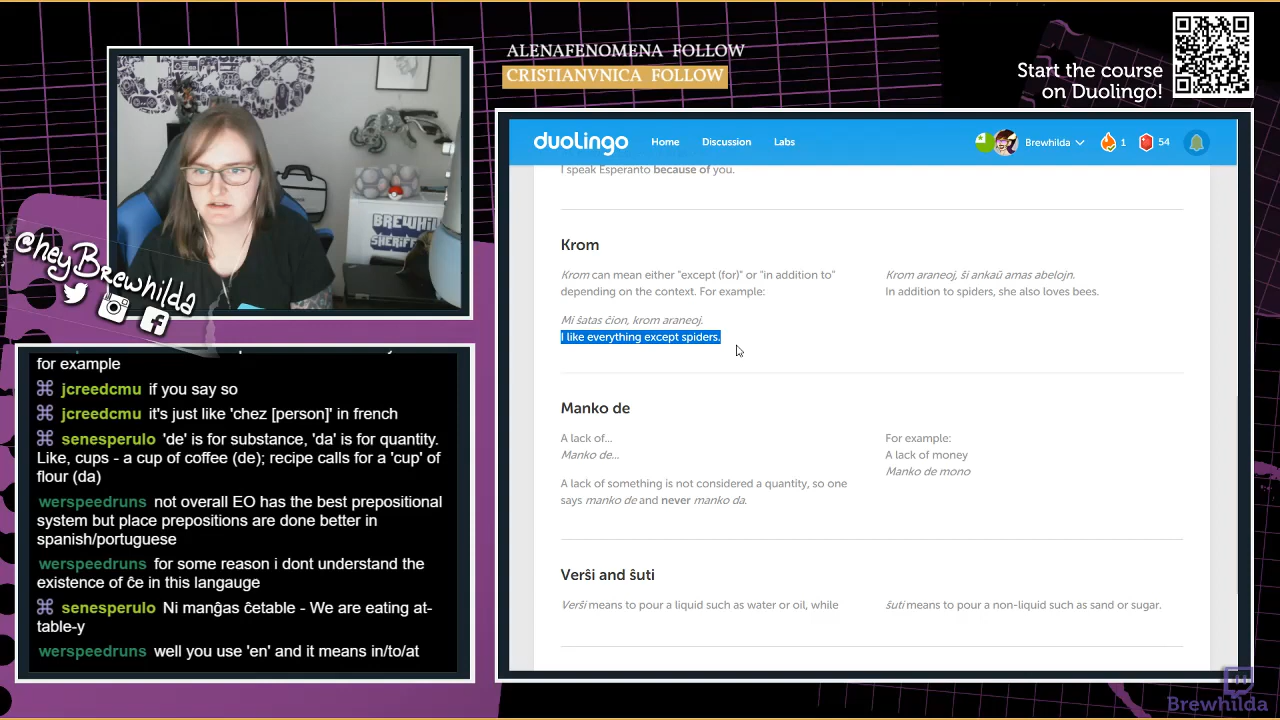 ALENAFENOMENA FOLLOW
CRISTIANVNICA FOLLOW
Start the course
on Duolingo!
duolingo
Home
Discussion
Labs
Brewhilda
1
54
I speak Esperanto because of you.
Krom
Krom can mean either "except (for)" or "in addition to"
depending on the context. For example:
Mi ŝatas ĉion, krom araneoj.
I like everything except spiders.
Krom araneoj, ŝi ankaŭ amas abelojn.
In addition to spiders, she also loves bees.
Manko de
A lack of...
Manko de...
A lack of something is not considered a quantity, so one
says manko de and never manko da.
For example:
A lack of money
Manko de mono
Verŝi and ŝuti
Verŝi means to pour a liquid such as water or oil, while
ŝuti means to pour a non-liquid such as sand or sugar.
BREWHIL
SHERIFF
@heyBrewhilda
for example
jcreedcmu if you say so
jcreedcmu it's just like 'chez [person]' in french
senesperulo 'de' is for substance, 'da' is for quantity.
Like, cups - a cup of coffee (de); recipe calls for a 'cup' of
flour (da)
werspeedruns not overall EO has the best prepositional
system but place prepositions are done better in
spanish/portuguese
werspeedruns for some reason i dont understand the
existence of ĉe in this langauge
senesperulo Ni manĝas ĉetable - We are eating at-
table-y
werspeedruns well you use 'en' and it means in/to/at
Brewhilda